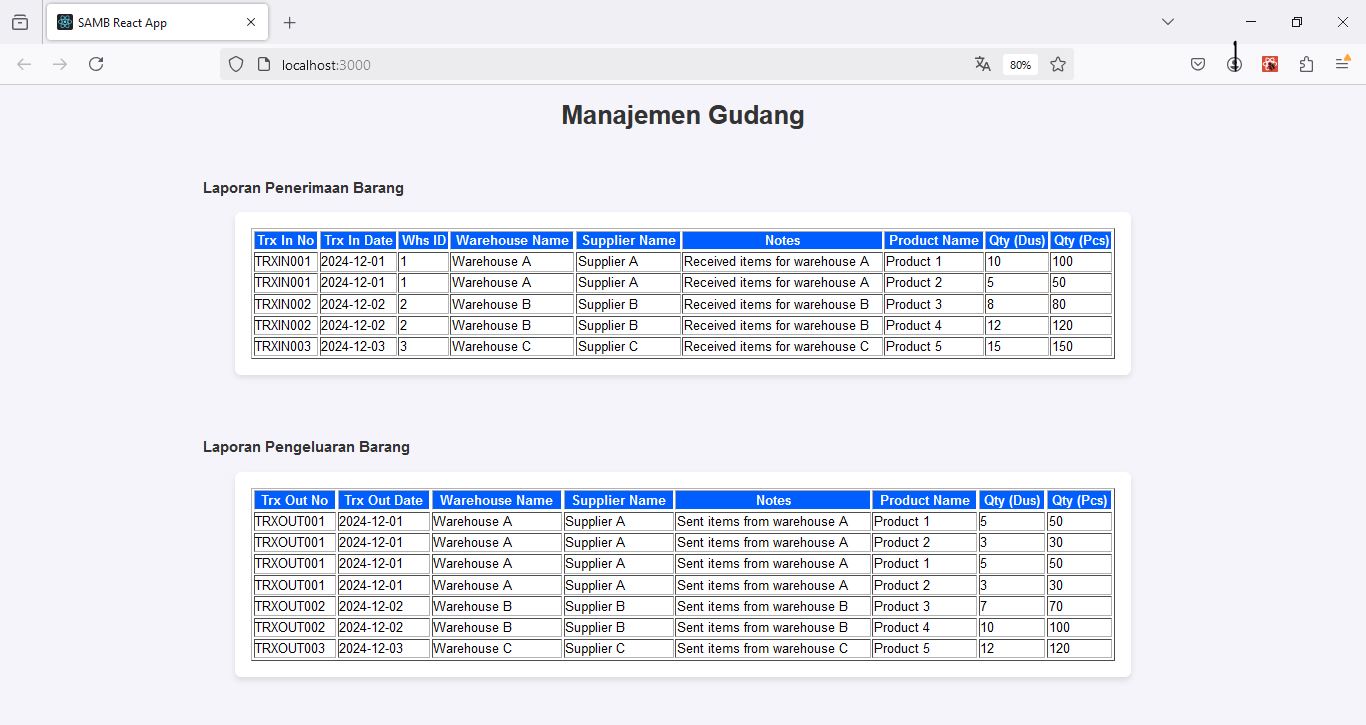 SAMB React App
localhost:3000
80%
Manajemen Gudang
Laporan Penerimaan Barang
Trx In No Trx In Date Whs ID Warehouse Name Supplier Name Notes Product Name Qty (Dus) Qty (Pcs)
TRXIN001 2024-12-01 1 Warehouse A Supplier A Received items for warehouse A Product 1 10 100
TRXIN001 2024-12-01 1 Warehouse A Supplier A Received items for warehouse A Product 2 5 50
TRXIN002 2024-12-02 2 Warehouse B Supplier B Received items for warehouse B Product 3 8 80
TRXIN002 2024-12-02 2 Warehouse B Supplier B Received items for warehouse B Product 4 12 120
TRXIN003 2024-12-03 3 Warehouse C Supplier C Received items for warehouse C Product 5 15 150
Laporan Pengeluaran Barang
Trx Out No Trx Out Date Warehouse Name Supplier Name Notes Product Name Qty (Dus) Qty (Pcs)
TRXOUT001 2024-12-01 Warehouse A Supplier A Sent items from warehouse A Product 1 5 50
TRXOUT001 2024-12-01 Warehouse A Supplier A Sent items from warehouse A Product 2 3 30
TRXOUT001 2024-12-01 Warehouse A Supplier A Sent items from warehouse A Product 1 5 50
TRXOUT001 2024-12-01 Warehouse A Supplier A Sent items from warehouse A Product 2 3 30
TRXOUT002 2024-12-02 Warehouse B Supplier B Sent items from warehouse B Product 3 7 70
TRXOUT002 2024-12-02 Warehouse B Supplier B Sent items from warehouse B Product 4 10 100
TRXOUT003 2024-12-03 Warehouse C Supplier C Sent items from warehouse C Product 5 12 120